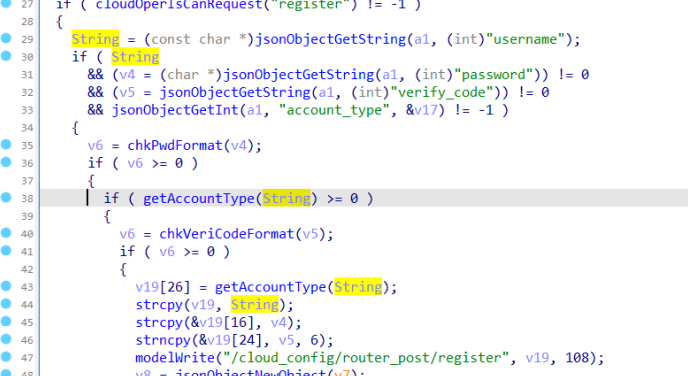 27 if ( cloudOperIsCanRequest("register") != -1 )
28 {
29 String = (const char *)jsonObjectGetString(a1, (int)"username");
30 if ( String
31 && (v4 = (char *)jsonObjectGetString(a1, (int)"password")) != 0
32 && (v5 = jsonObjectGetString(a1, (int)"verify_code")) != 0
33 && jsonObjectGetInt(a1, "account_type", &v17) != -1 )
34 {
35 v6 = chkPwdFormat(v4);
36 if ( v6 >= 0 )
37 {
38 if ( getAccountType(String) >= 0 )
39 {
40 v6 = chkVeriCodeFormat(v5);
41 if ( v6 >= 0 )
42 {
43 v19[26] = getAccountType(String);
44 strcpy(v19, String);
45 strcpy(&v19[16], v4);
46 strncpy(&v19[24], v5, 6);
47 modelWrite("/cloud_config/router_post/register", v19, 108);
48 v8 = jsonObjectNewObject(v7);